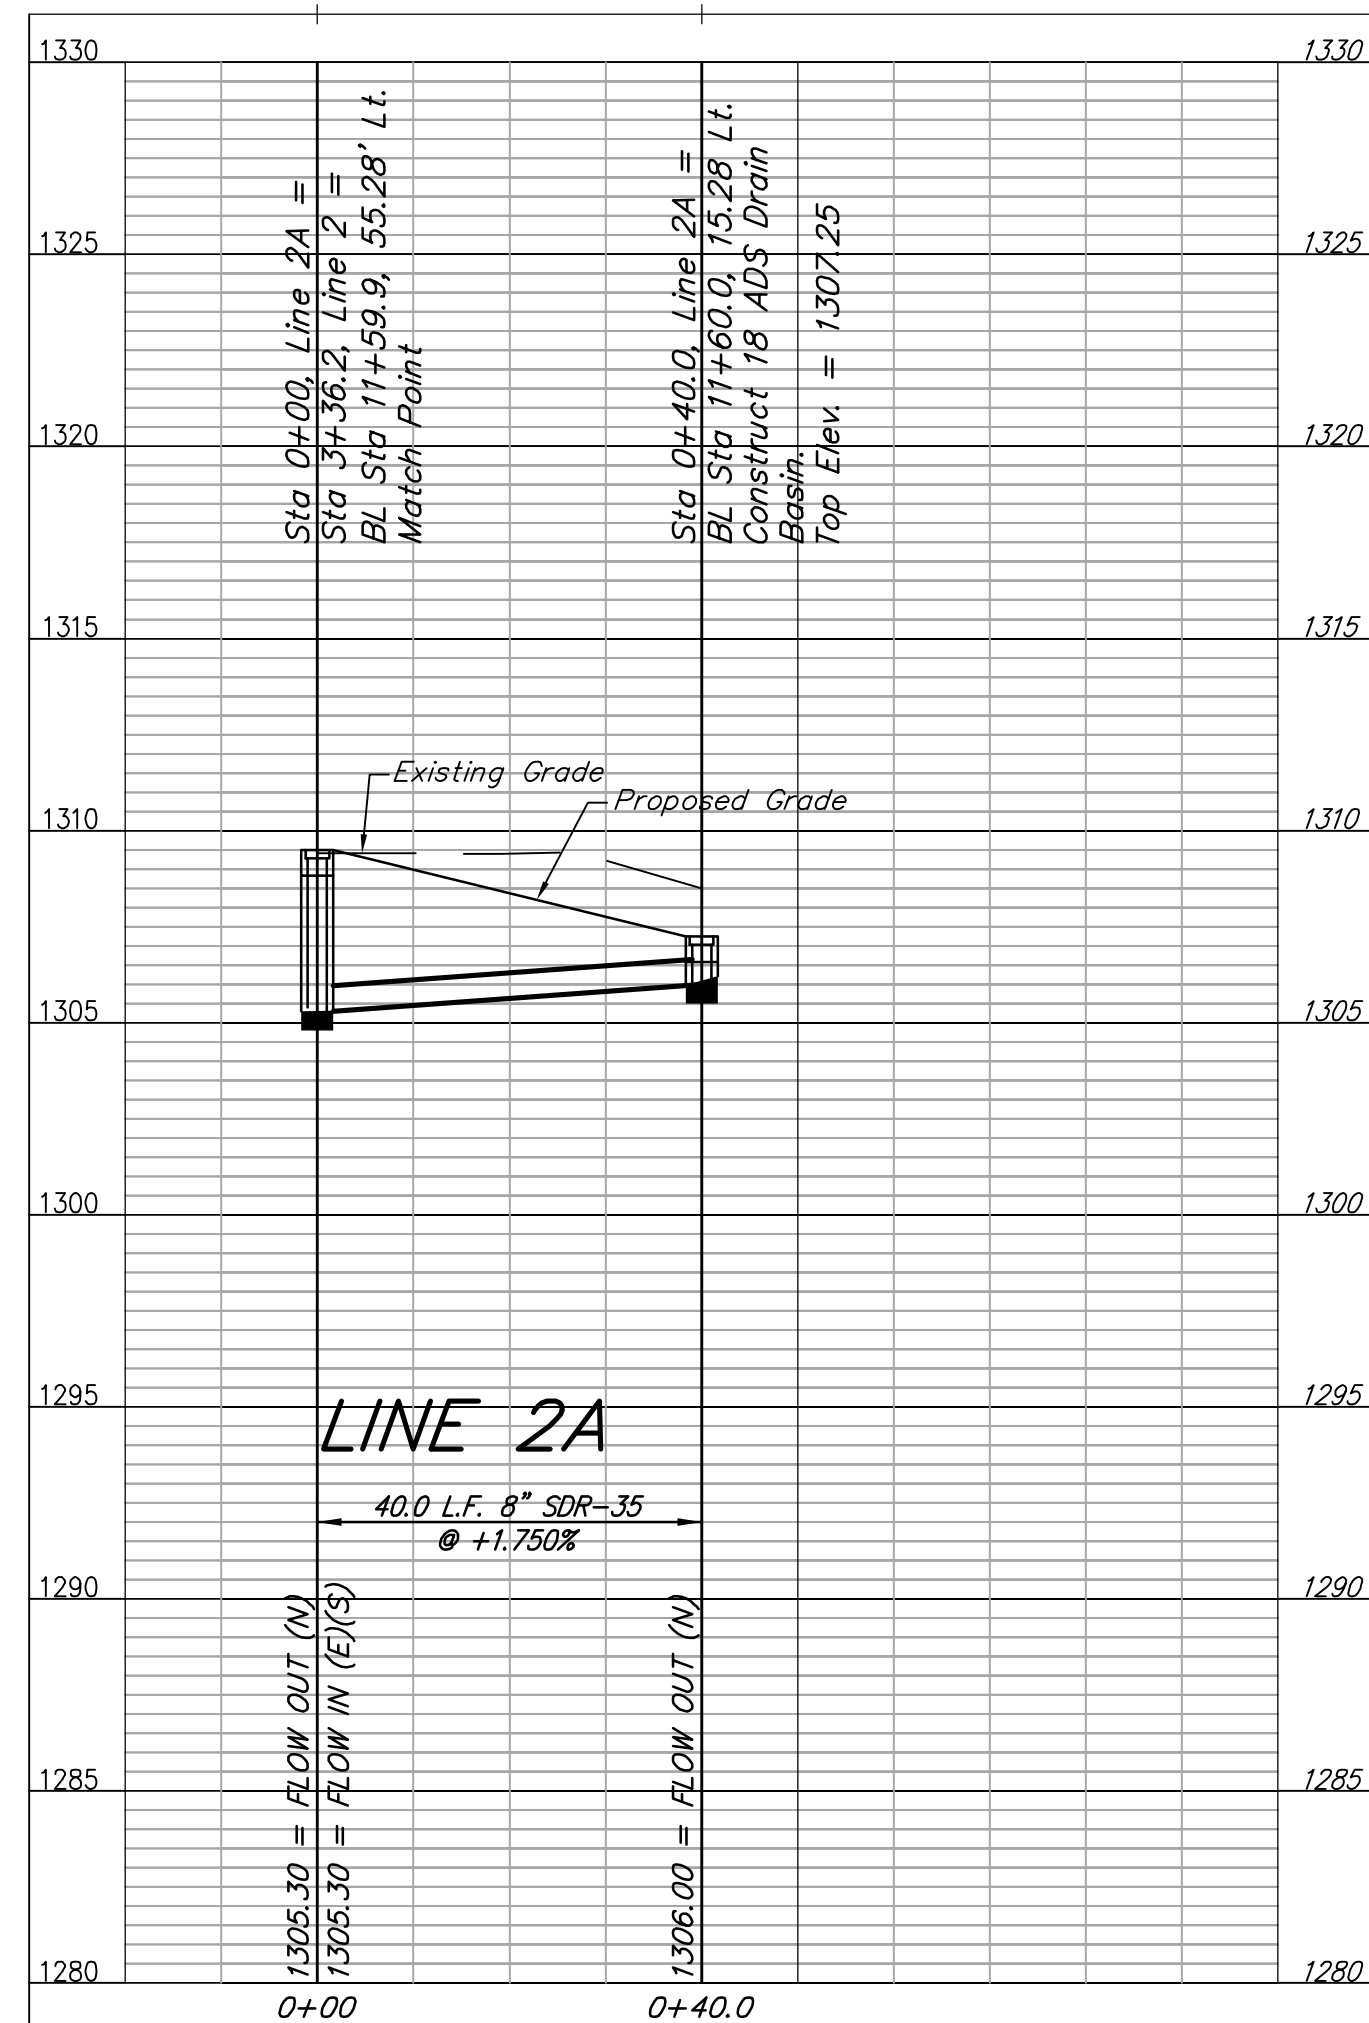 1330 1330
Sta 0+00, Line 2A =
Sta 3+36.2, Line 2 =
BL Sta 11+59.9, 55.28' Lt.
Match Point
Sta 0+40.0, Line 2A =
BL Sta 11+60.0, 15.28 Lt.
Construct 18 ADS Drain
Basin.
Top Elev. = 1307.25
1325 1325
1320 1320
1315 1315
Existing Grade
Proposed Grade
1310 1310
1305 1305
1300 1300
1295 1295
LINE 2A
40.0 L.F. 8" SDR-35
@ +1.750%
1290 1290
1305.30 = FLOW OUT (N)
1305.30 = FLOW IN (E)(S)
1306.00 = FLOW OUT (N)
1285 1285
1280 1280
0+00 0+40.0